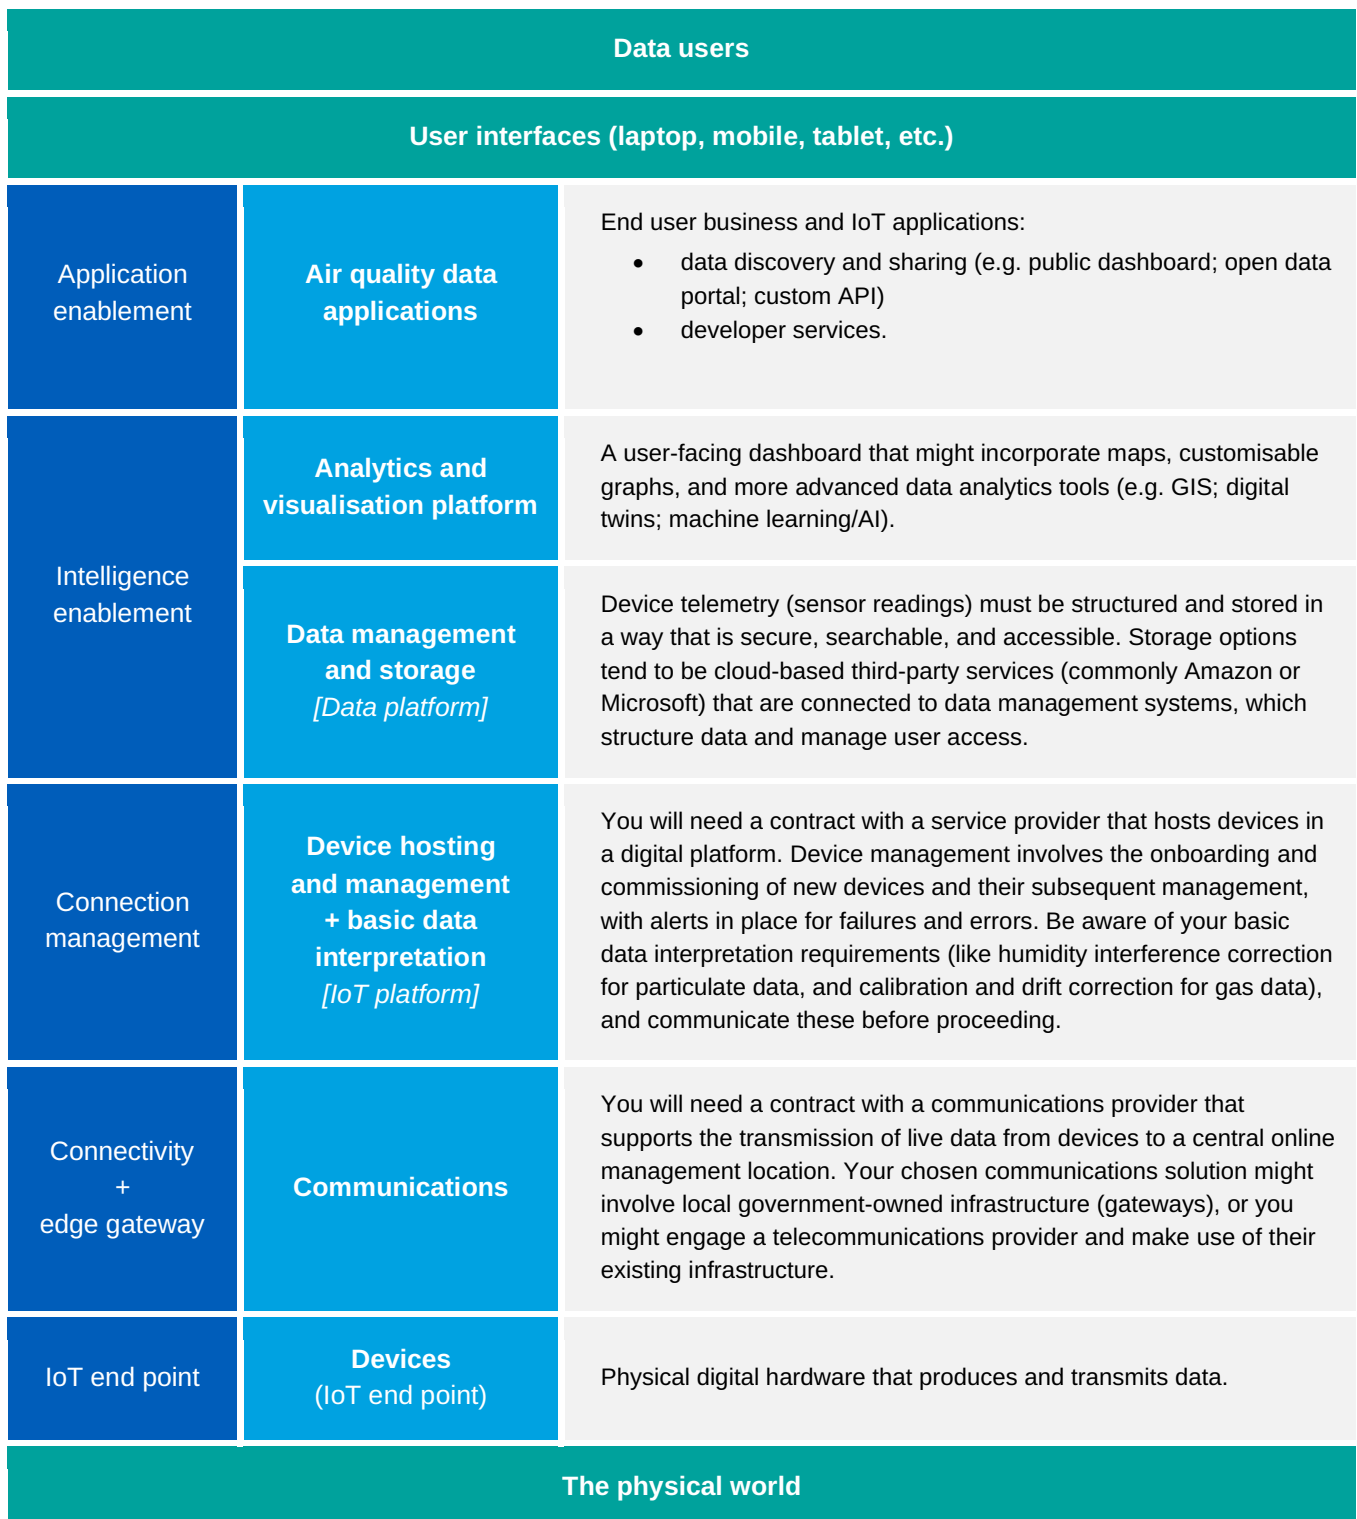 Data users
User interfaces (laptop, mobile, tablet, etc.)
Application
enablement
Air quality data
applications
End user business and IoT applications:
• data discovery and sharing (e.g. public dashboard; open data
portal; custom API)
• developer services.
Intelligence
enablement
Analytics and
visualisation platform
A user-facing dashboard that might incorporate maps, customisable
graphs, and more advanced data analytics tools (e.g. GIS; digital
twins; machine learning/AI).
Data management
and storage
[Data platform]
Device telemetry (sensor readings) must be structured and stored in
a way that is secure, searchable, and accessible. Storage options
tend to be cloud-based third-party services (commonly Amazon or
Microsoft) that are connected to data management systems, which
structure data and manage user access.
Connection
management
Device hosting
and management
+ basic data
interpretation
[IoT platform]
You will need a contract with a service provider that hosts devices in
a digital platform. Device management involves the onboarding and
commissioning of new devices and their subsequent management,
with alerts in place for failures and errors. Be aware of your basic
data interpretation requirements (like humidity interference correction
for particulate data, and calibration and drift correction for gas data),
and communicate these before proceeding.
Connectivity
+
edge gateway
Communications
You will need a contract with a communications provider that
supports the transmission of live data from devices to a central online
management location. Your chosen communications solution might
involve local government-owned infrastructure (gateways), or you
might engage a telecommunications provider and make use of their
existing infrastructure.
IoT end point
Devices
(IoT end point)
Physical digital hardware that produces and transmits data.
The physical world